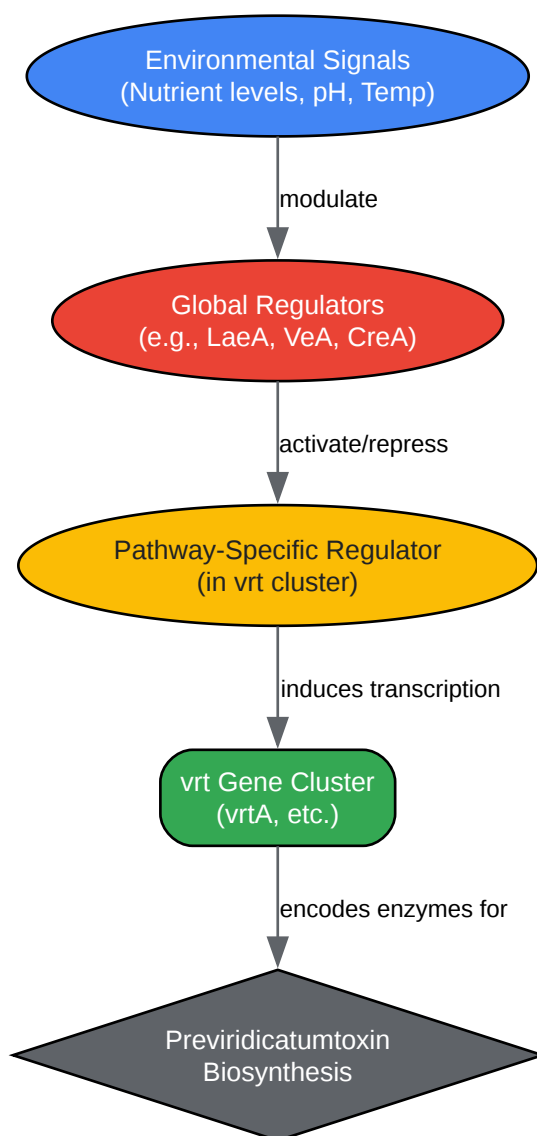 Environmental Signals
(Nutrient levels, pH, Temp)
modulate
Global Regulators
(e.g., LaeA, VeA, CreA)
activate/repress
Pathway-Specific Regulator
(in vrt cluster)
induces transcription
vrt Gene Cluster
(vrtA, etc.)
encodes enzymes for
Previridicatumtoxin
Biosynthesis